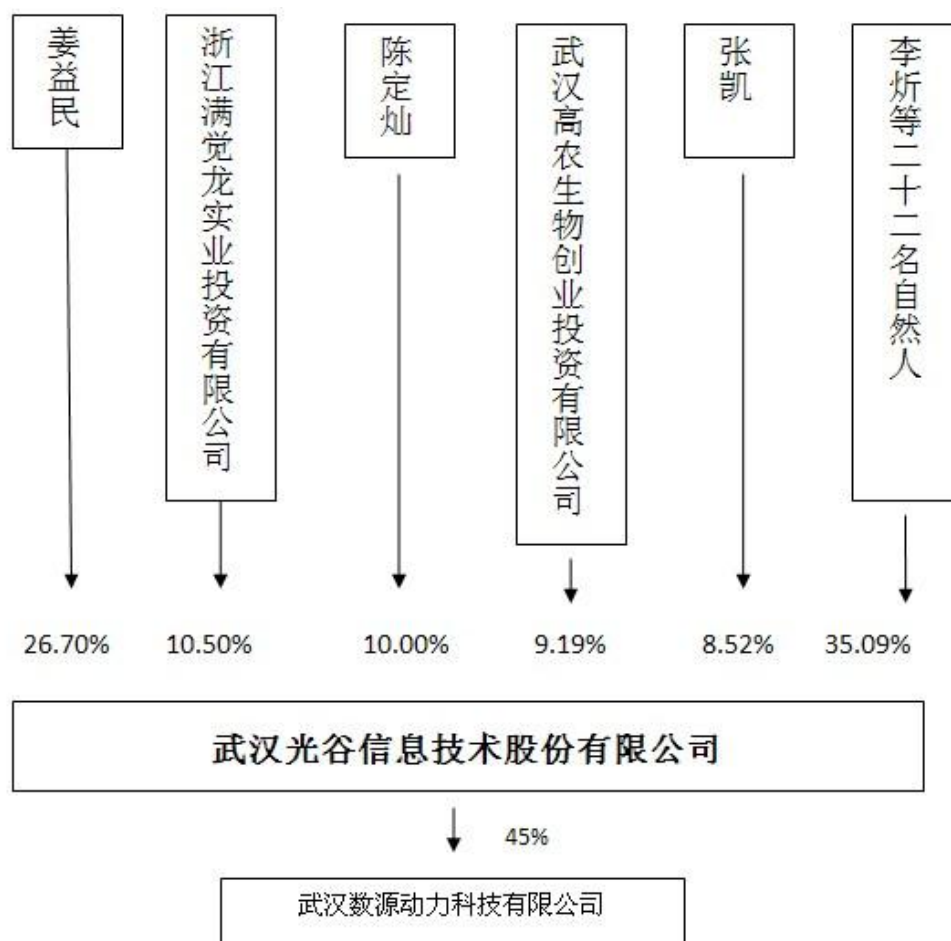 姜益民
浙江满觉龙实业投资有限公司
陈定灿
武汉高农生物创业投资有限公司
张凯
李炘等二十二名自然人
26.70%
10.50%
10.00%
9.19%
8.52%
35.09%
武汉光谷信息技术股份有限公司
45%
武汉数源动力科技有限公司